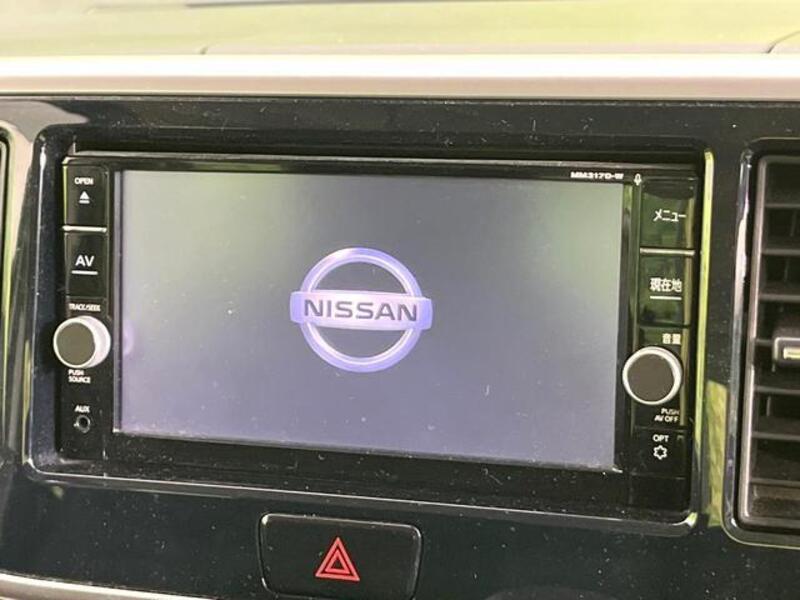 MM317D-W
OPEN
AV
TRACK/SEEK
PUSH
SOURCE
AUX
NISSAN
メニュー
現在地
音量
PUSH
AV OFF
OPT